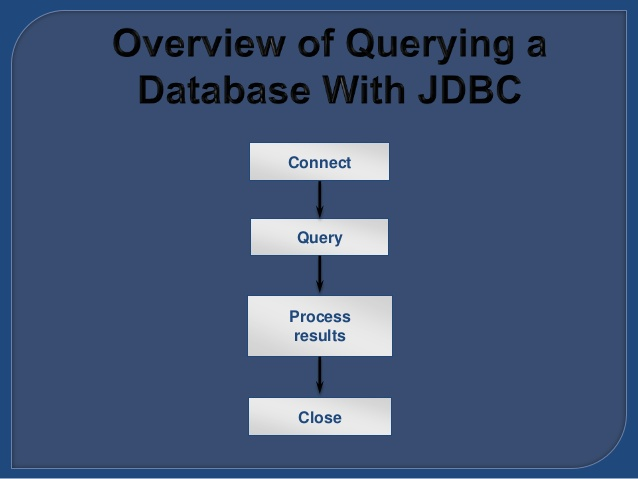 Overview of Querying a
Database With JDBC
Connect
Query
Process
results
Close